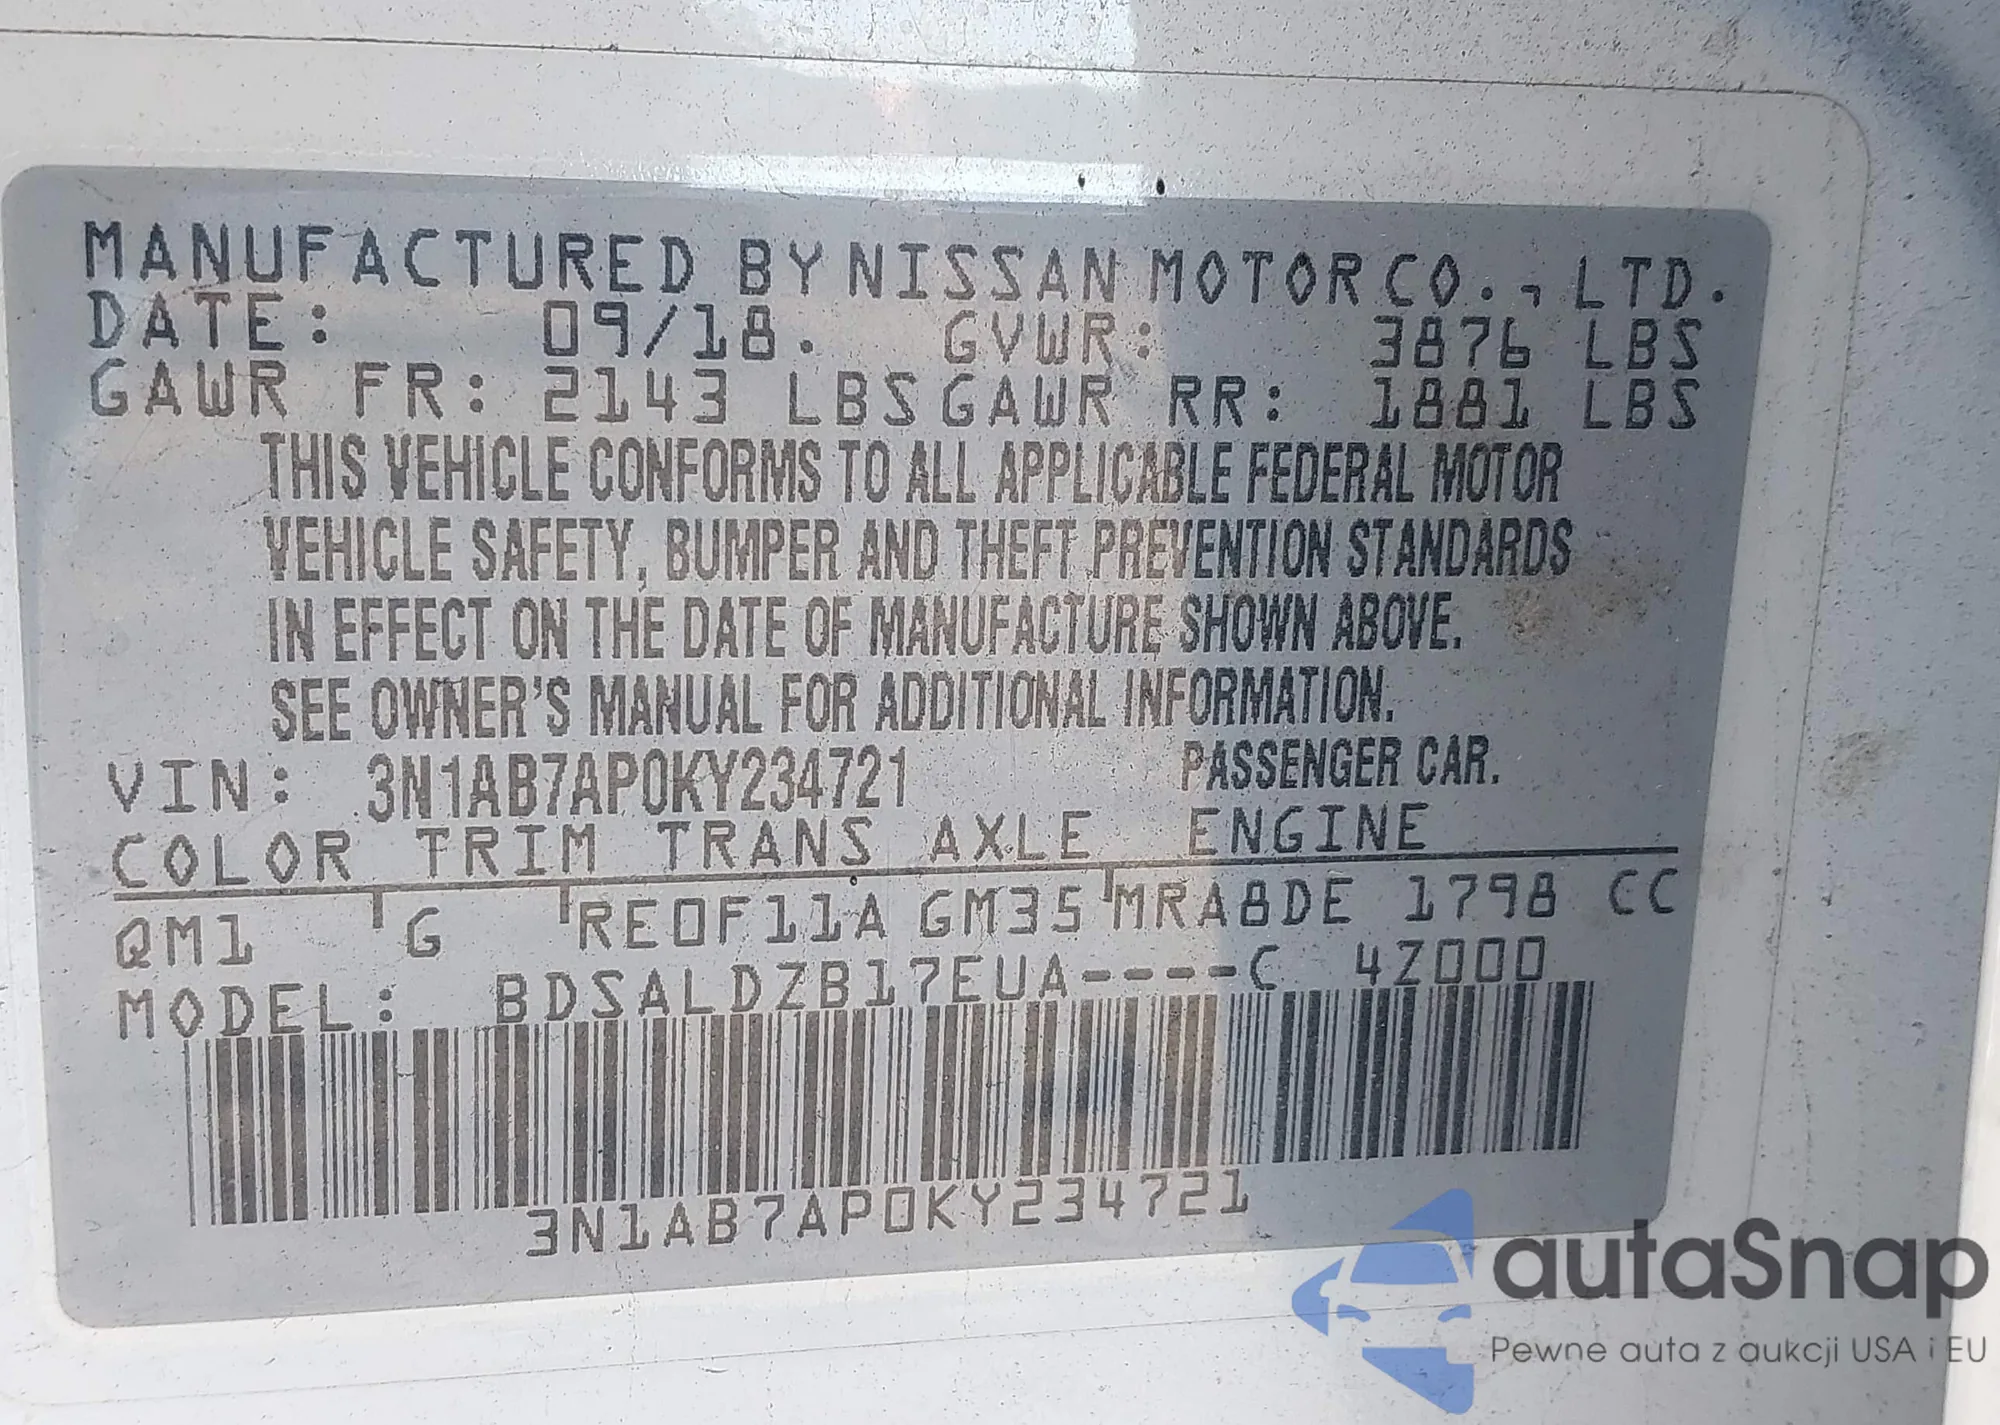 MANUFACTURED BY NISSAN MOTOR CO., LTD.
DATE: 09/18. GVWR: 3876 LBS
GAWR FR: 2143 LBS GAWR RR: 1881 LBS
THIS VEHICLE CONFORMS TO ALL APPLICABLE FEDERAL MOTOR
VEHICLE SAFETY, BUMPER AND THEFT PREVENTION STANDARDS
IN EFFECT ON THE DATE OF MANUFACTURE SHOWN ABOVE.
SEE OWNER'S MANUAL FOR ADDITIONAL INFORMATION.
VIN: 3N1AB7AP0KY234721 PASSENGER CAR.
COLOR TRIM TRANS AXLE ENGINE
QM1 G RE0F11A GM35 MRA8DE 1798 CC
MODEL: BDSALDZB17EUA----C 4Z000
3N1AB7AP0KY234721
autaSnap
Pewne auta z aukcji USA i EU